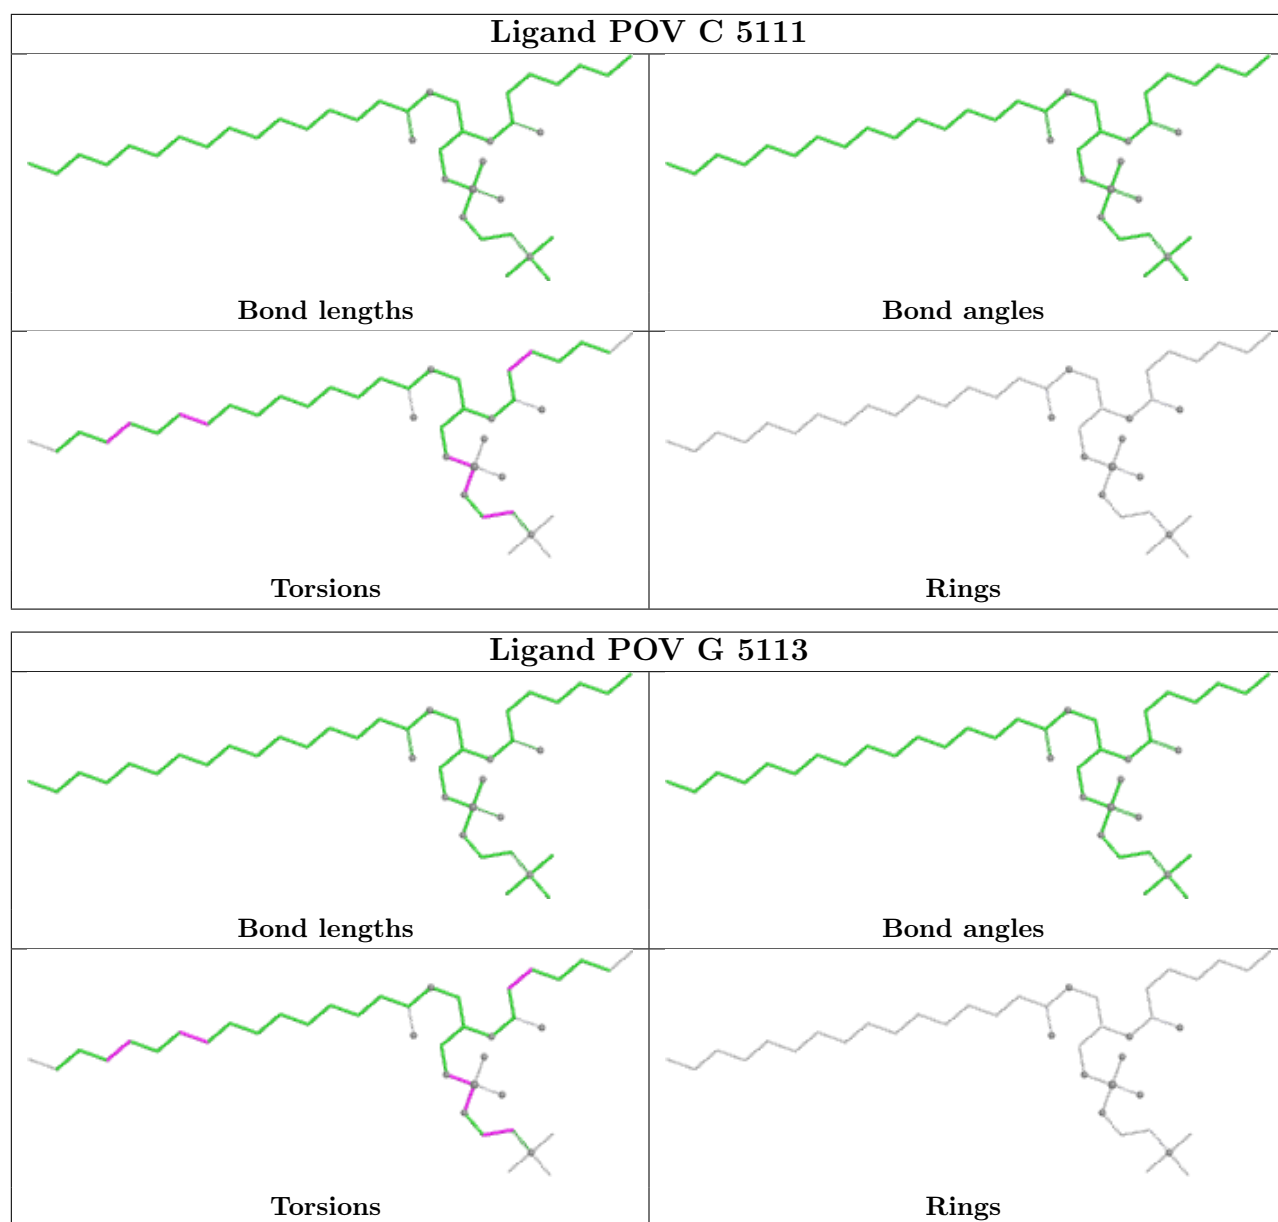 Ligand POV C 5111
Bond lengths
Bond angles
Torsions
Rings
Ligand POV G 5113
Bond lengths
Bond angles
Torsions
Rings